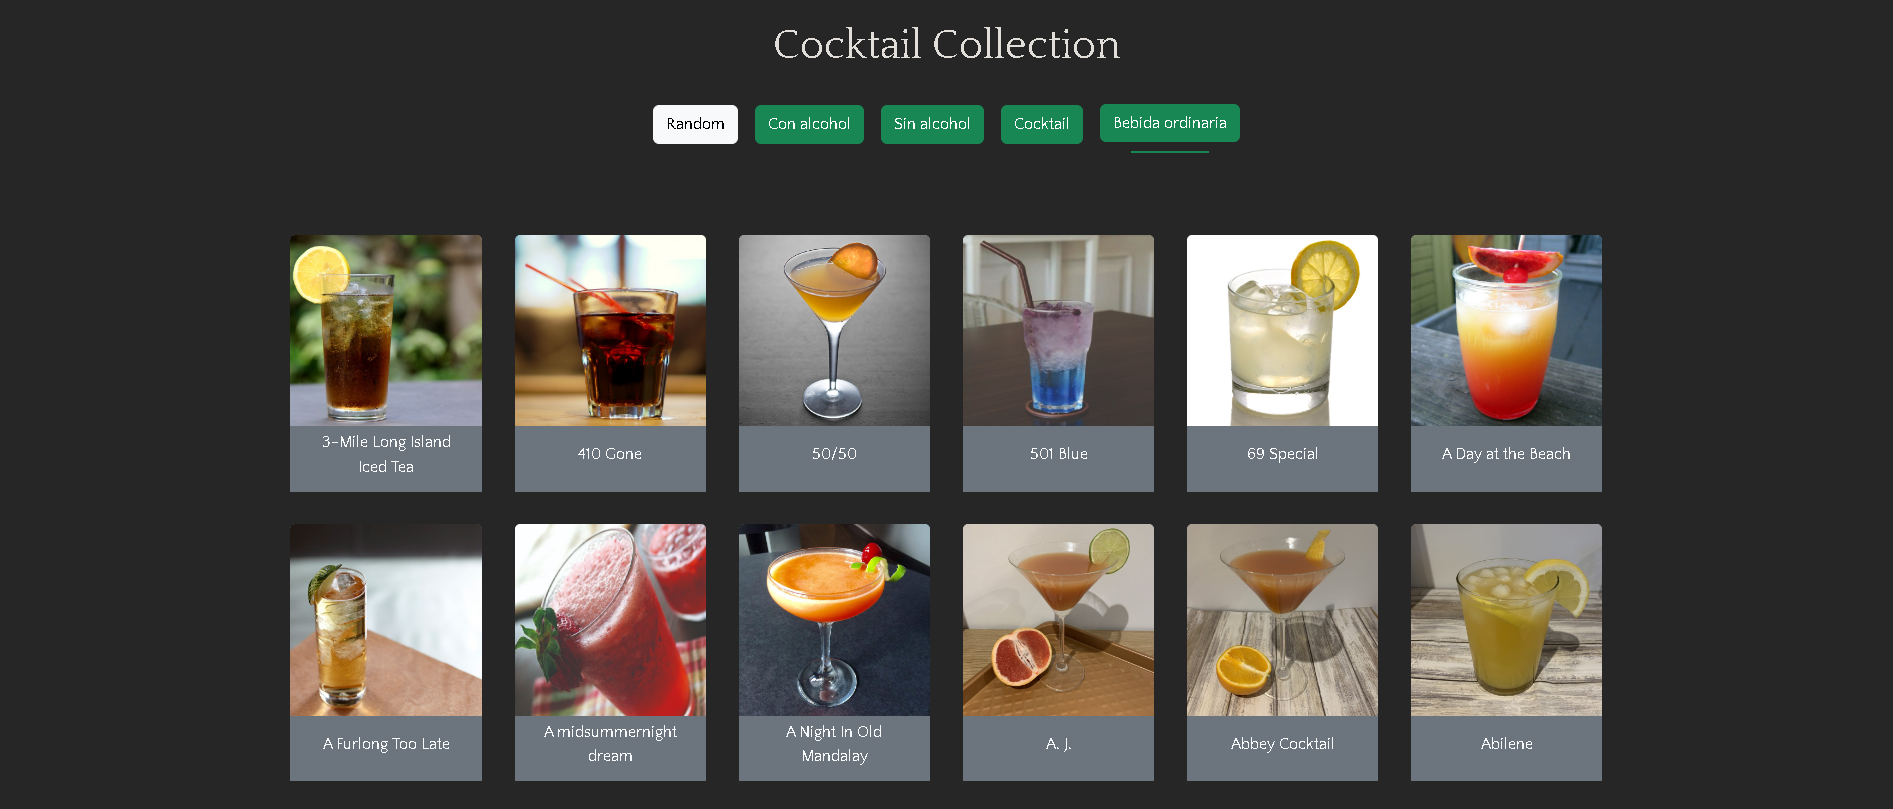 Cocktail Collection
Random
Con alcohol
Sin alcohol
Cocktail
Bebida ordinaria
3-Mile Long Island
Iced Tea
410 Gone
50/50
501 Blue
69 Special
A Day at the Beach
A Furlong Too Late
A midsummernight
dream
A Night In Old
Mandalay
A. J.
Abbey Cocktail
Abilene